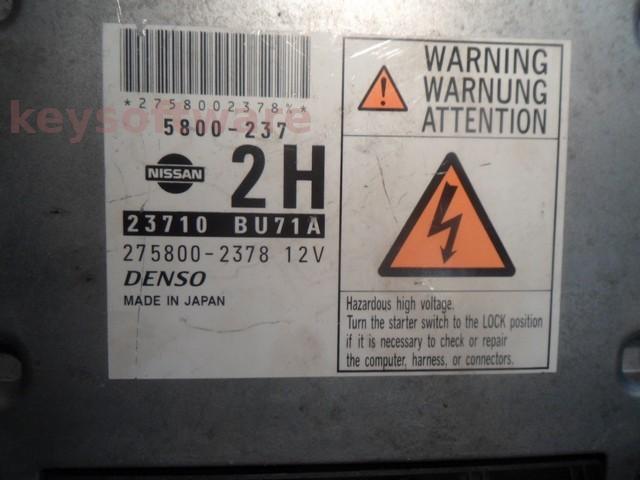 *2758002378%*
keysoftware
5800-237
NISSAN
2H
23710 BU71A
275800-2378 12V
DENSO
MADE IN JAPAN
WARNING
WARNUNG
ATTENTION
Hazardous high voltage.
Turn the starter switch to the LOCK position
if it is necessary to check or repair
the computer, harness, or connectors.